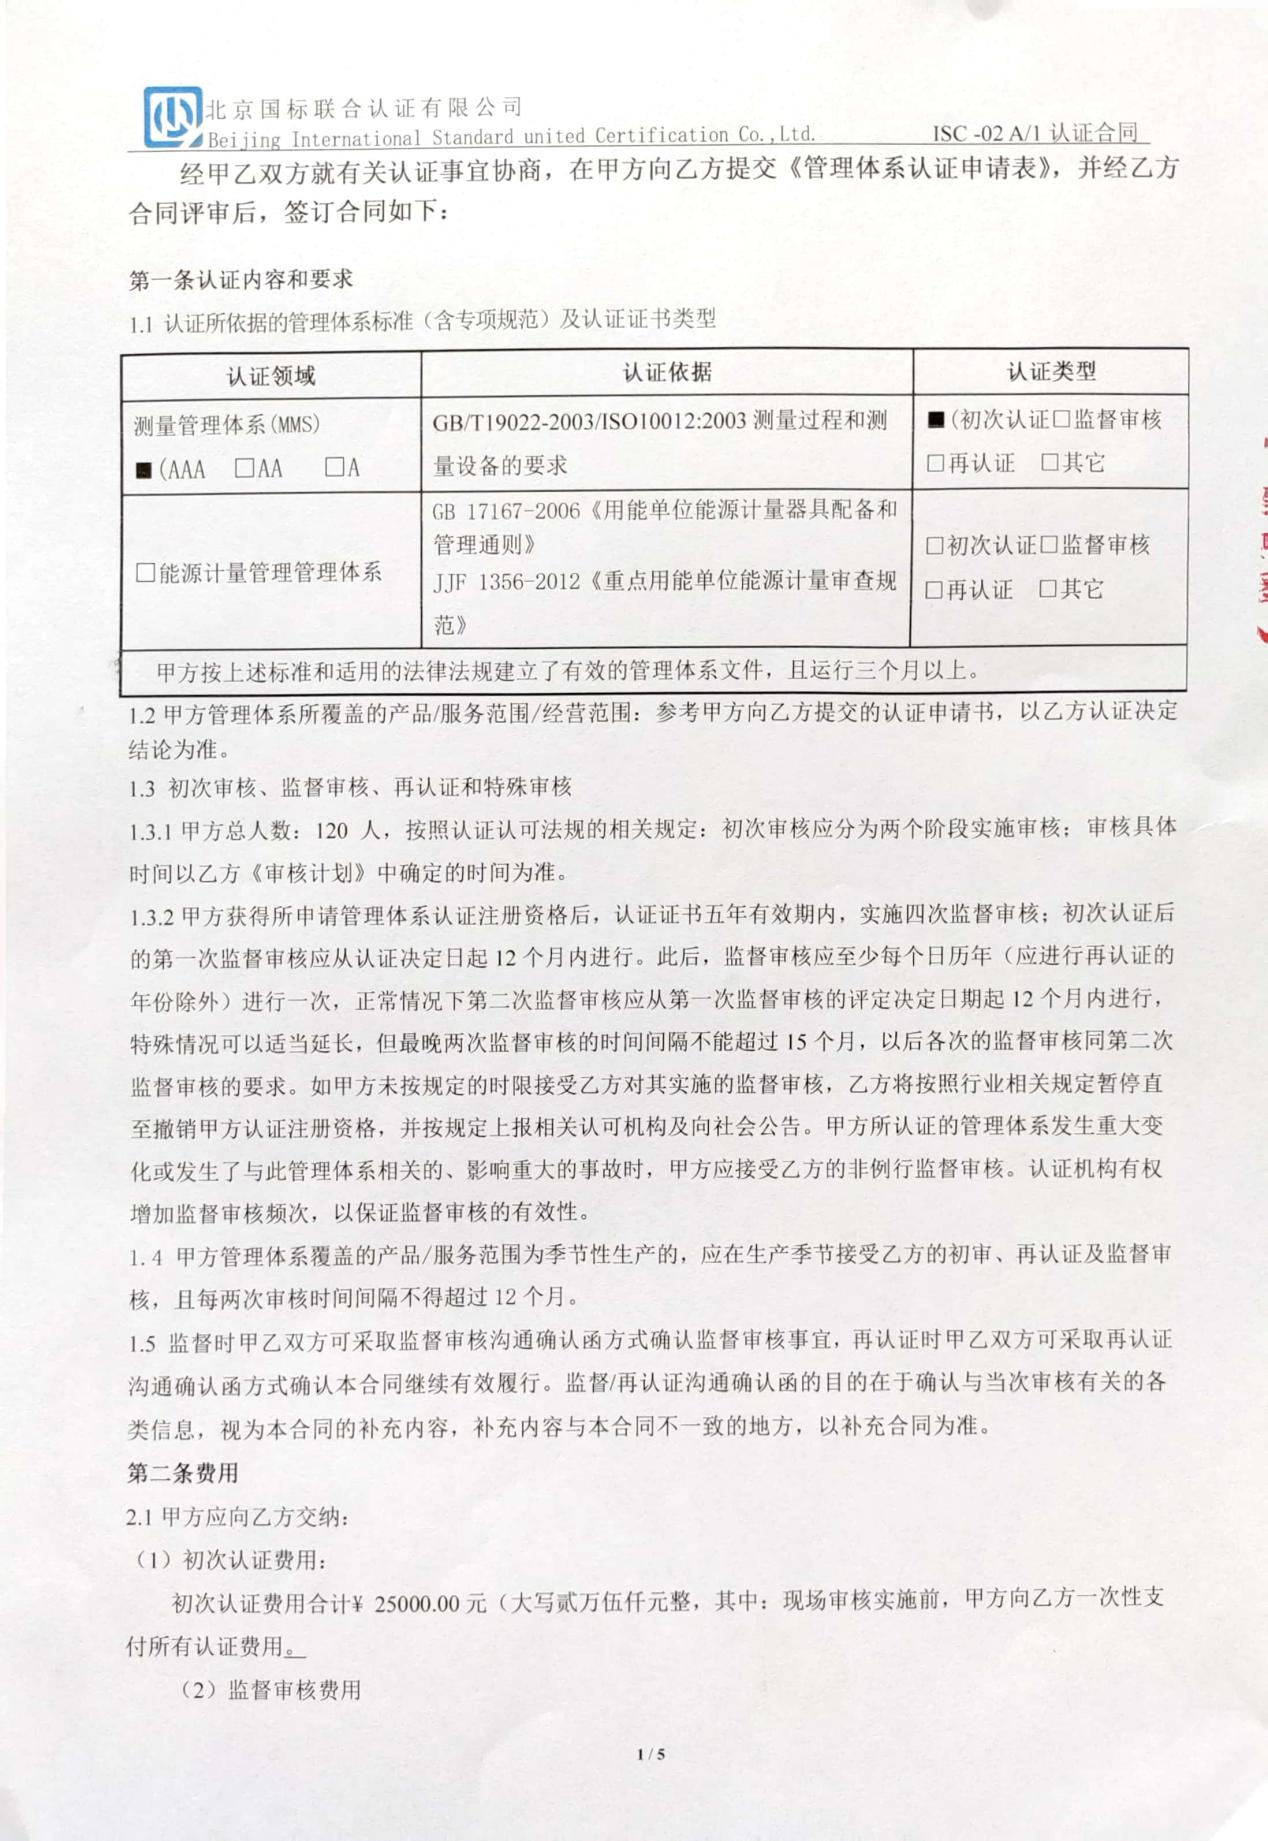 北京国标联合认证有限公司
Beijing International Standard united Certification Co.,Ltd. ISC -02 A/1 认证合同
经甲乙双方就有关认证事宜协商，在甲方向乙方提交《管理体系认证申请表》，并经乙方
合同评审后，签订合同如下：
第一条认证内容和要求
1.1 认证所依据的管理体系标准（含专项规范）及认证证书类型
认证领域 认证依据 认证类型
测量管理体系(MMS)
■(AAA □AA □A
GB/T19022-2003/ISO10012:2003 测量过程和测
量设备的要求
■(初次认证□监督审核
□再认证 □其它
□能源计量管理管理体系
GB 17167-2006《用能单位能源计量器具配备和
管理通则》
JJF 1356-2012《重点用能单位能源计量审查规
范》
□初次认证□监督审核
□再认证 □其它
甲方按上述标准和适用的法律法规建立了有效的管理体系文件，且运行三个月以上。
1.2 甲方管理体系所覆盖的产品/服务范围/经营范围：参考甲方向乙方提交的认证申请书，以乙方认证决定
结论为准。
1.3 初次审核、监督审核、再认证和特殊审核
1.3.1 甲方总人数：120 人，按照认证认可法规的相关规定：初次审核应分为两个阶段实施审核；审核具体
时间以乙方《审核计划》中确定的时间为准。
1.3.2 甲方获得所申请管理体系认证注册资格后，认证证书五年有效期内，实施四次监督审核；初次认证后
的第一次监督审核应从认证决定日起 12 个月内进行。此后，监督审核应至少每个日历年（应进行再认证的
年份除外）进行一次，正常情况下第二次监督审核应从第一次监督审核的评定决定日期起 12 个月内进行，
特殊情况可以适当延长，但最晚两次监督审核的时间间隔不能超过 15 个月，以后各次的监督审核同第二次
监督审核的要求。如甲方未按规定的时限接受乙方对其实施的监督审核，乙方将按照行业相关规定暂停直
至撤销甲方认证注册资格，并按规定上报相关认可机构及向社会公告。甲方所认证的管理体系发生重大变
化或发生了与此管理体系相关的、影响重大的事故时，甲方应接受乙方的非例行监督审核。认证机构有权
增加监督审核频次，以保证监督审核的有效性。
1.4 甲方管理体系覆盖的产品/服务范围为季节性生产的，应在生产季节接受乙方的初审、再认证及监督审
核，且每两次审核时间间隔不得超过 12 个月。
1.5 监督时甲乙双方可采取监督审核沟通确认函方式确认监督审核事宜，再认证时甲乙双方可采取再认证
沟通确认函方式确认本合同继续有效履行。监督/再认证沟通确认函的目的在于确认与当次审核有关的各
类信息，视为本合同的补充内容，补充内容与本合同不一致的地方，以补充合同为准。
第二条费用
2.1 甲方应向乙方交纳：
（1）初次认证费用：
初次认证费用合计¥ 25000.00 元（大写贰万伍仟元整，其中：现场审核实施前，甲方向乙方一次性支
付所有认证费用。
（2）监督审核费用
1 / 5